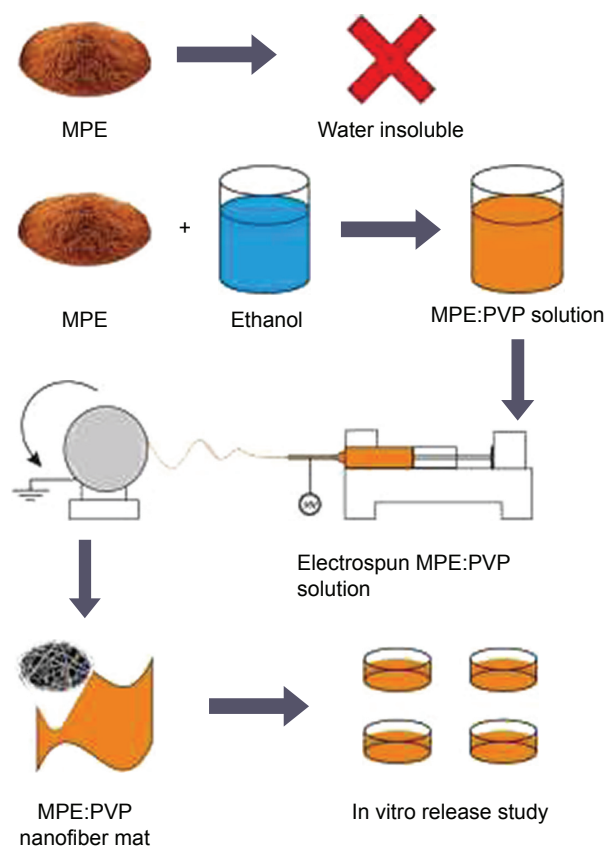 MPE
Water insoluble
+
MPE
Ethanol
MPE:PVP solution
Electrospun MPE:PVP
solution
MPE:PVP
nanofiber mat
In vitro release study